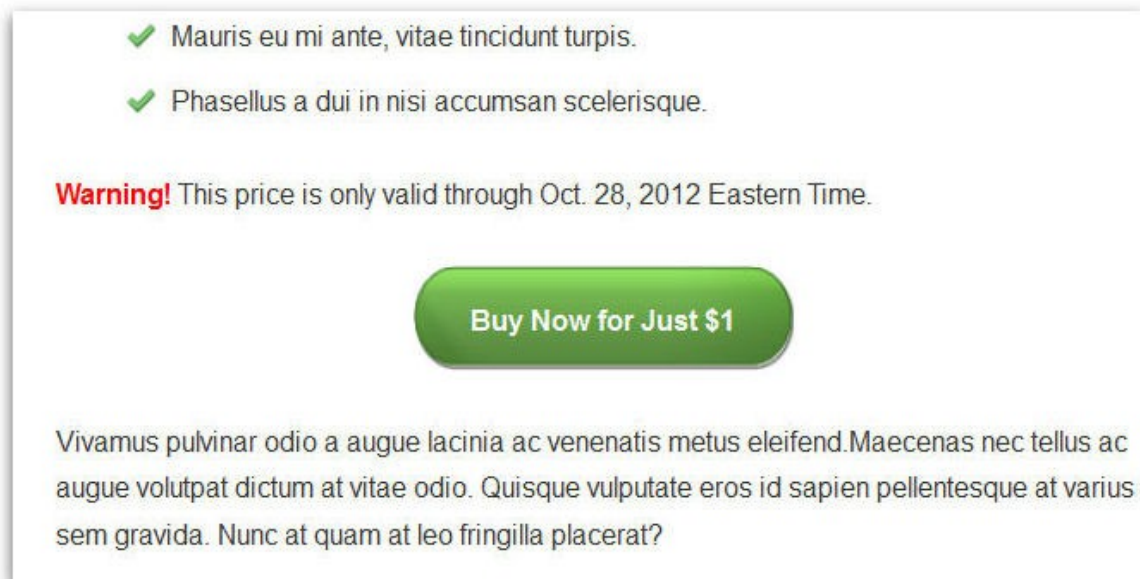 Mauris eu mi ante, vitae tincidunt turpis.
Phasellus a dui in nisi accumsan scelerisque.
Warning! This price is only valid through Oct. 28, 2012 Eastern Time.
Buy Now for Just $1
Vivamus pulvinar odio a augue lacinia ac venenatis metus eleifend.Maecenas nec tellus ac
augue volutpat dictum at vitae odio. Quisque vulputate eros id sapien pellentesque at varius
sem gravida. Nunc at quam at leo fringilla placerat?